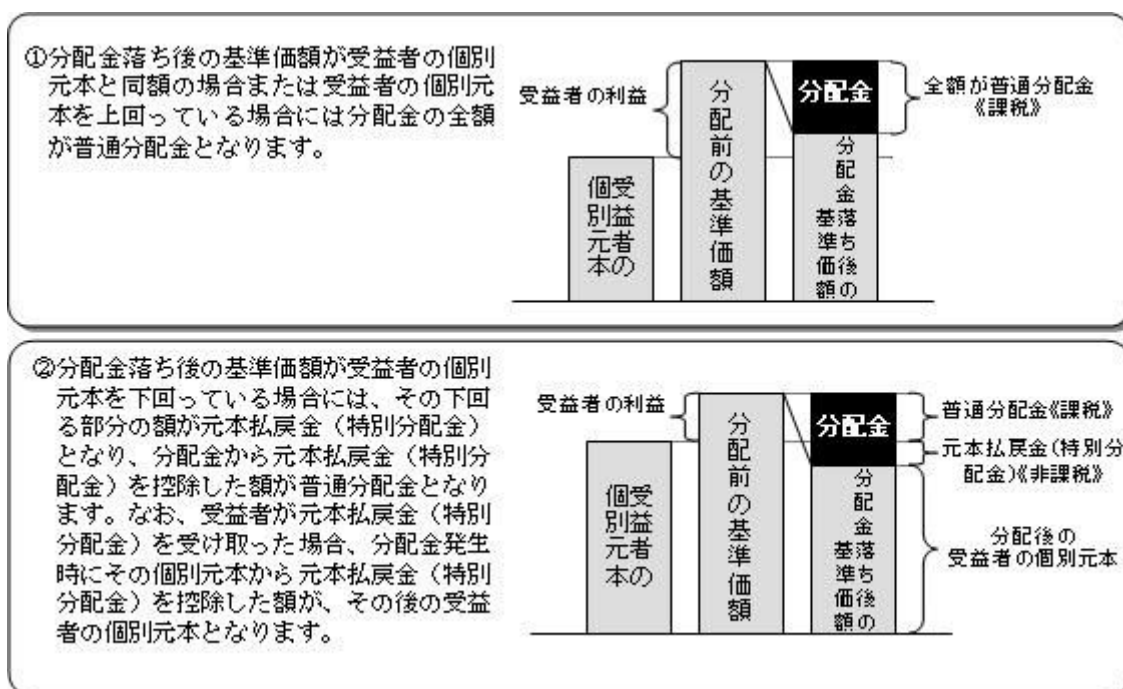 ①分配金落ち後の基準価額が受益者の個別
元本と同額の場合または受益者の個別元
本を上回っている場合には分配金の全額
が普通分配金となります。
受益者の利益
受益者の
個別元本
分配前の基準価額
分配金
分配金落ち後の
基準価額
全額が普通分配金
《課税》
②分配金落ち後の基準価額が受益者の個別
元本を下回っている場合には、その下回
る部分の額が元本払戻金（特別分配金）
となり、分配金から元本払戻金（特別分
配金）を控除した額が普通分配金となり
ます。なお、受益者が元本払戻金（特別
分配金）を受け取った場合、分配金発生
時にその個別元本から元本払戻金（特別
分配金）を控除した額が、その後の受益
者の個別元本となります。
受益者の利益
受益者の
個別元本
分配前の基準価額
分配金
分配金落ち後の
基準価額
普通分配金《課税》
元本払戻金(特別分
配金)《非課税》
分配後の
受益者の個別元本